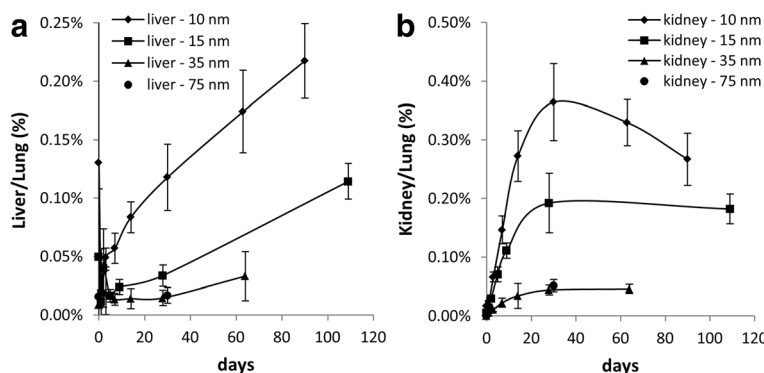 a
liver - 10 nm
liver - 15 nm
liver - 35 nm
liver - 75 nm
0.25%
0.20%
0.15%
0.10%
0.05%
0.00%
Liver/Lung (%)
0 20 40 60 80 100 120
days
b
kidney - 10 nm
kidney - 15 nm
kidney - 35 nm
kidney - 75 nm
0.50%
0.40%
0.30%
0.20%
0.10%
0.00%
Kidney/Lung (%)
0 20 40 60 80 100 120
days